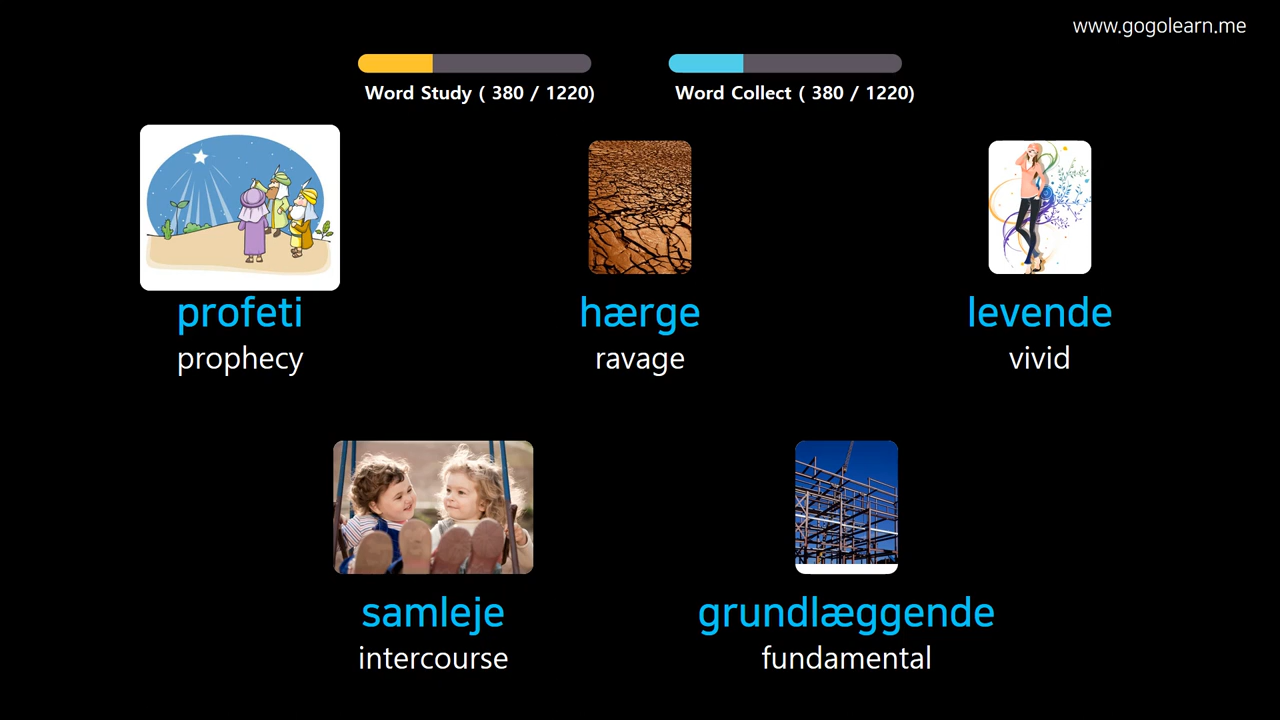 www.gogolearn.me
Word Study ( 380 / 1220)
Word Collect ( 380 / 1220)
profeti
prophecy
hærge
ravage
levende
vivid
samleje
intercourse
grundlæggende
fundamental